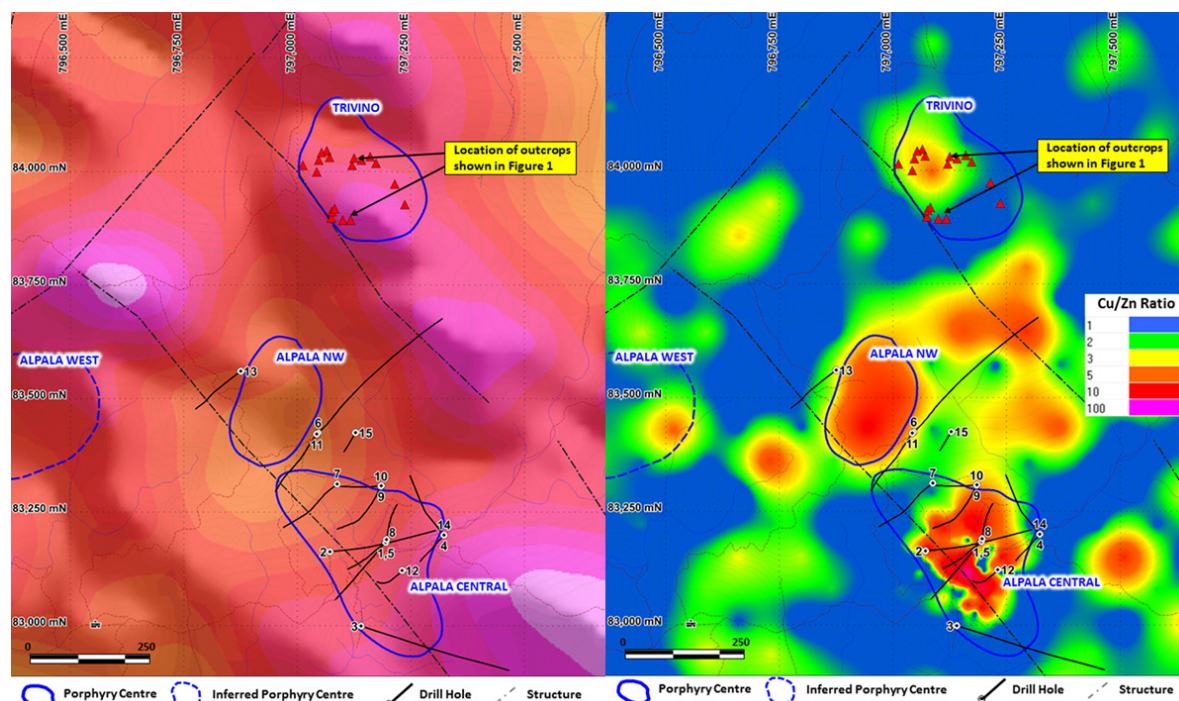 796,500 mE
796,750 mE
797,000 mE
797,250 mE
797,500 mE
TRIVINO
Location of outcrops
shown in Figure 1
84,000 mN
83,750 mN
ALPALA WEST
ALPALA NW
13
83,500 mN
6
11
15
7
10
9
83,250 mN
14
8
4
2
1,5
12
ALPALA CENTRAL
83,000 mN
3
0
250
Porphyry Centre
Inferred Porphyry Centre
Drill Hole
Structure
796,500 mE
796,750 mE
797,000 mE
797,250 mE
797,500 mE
TRIVINO
Location of outcrops
shown in Figure 1
84,000 mN
83,750 mN
Cu/Zn Ratio
1
2
3
5
10
100
ALPALA WEST
ALPALA NW
13
83,500 mN
6
11
15
7
10
9
83,250 mN
14
8
4
2
1,5
12
ALPALA CENTRAL
83,000 mN
3
0
250
Porphyry Centre
Inferred Porphyry Centre
Drill Hole
Structure